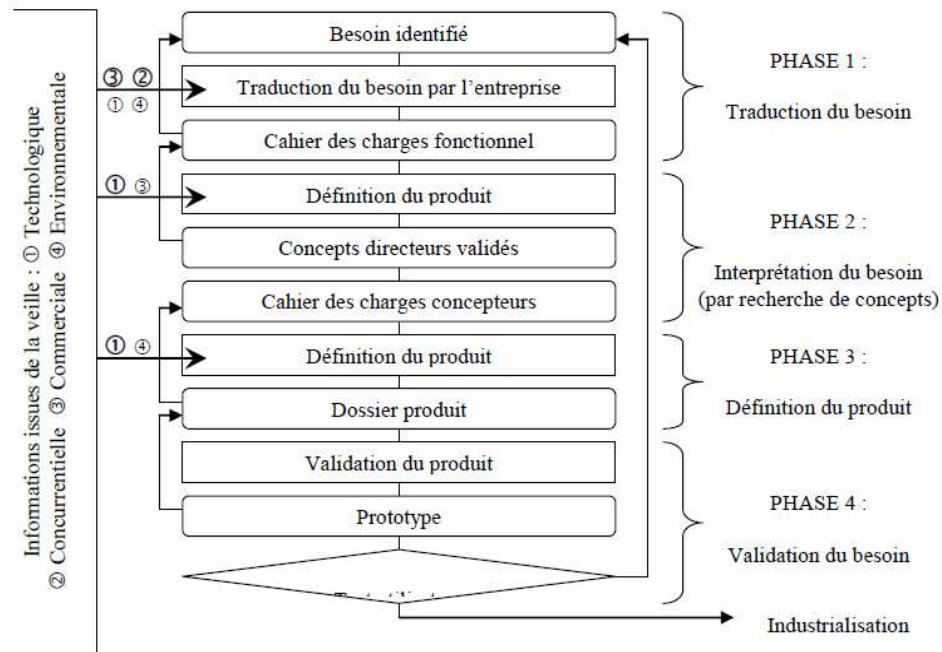 Informations issues de la veille : ① Technologique
② Concurrentielle ③ Commerciale ④ Environnementale
③ ②
① ④
① ③
① ④
Besoin identifié
Traduction du besoin par l'entreprise
Cahier des charges fonctionnel
Définition du produit
Concepts directeurs validés
Cahier des charges concepteurs
Définition du produit
Dossier produit
Validation du produit
Prototype
PHASE 1 :
Traduction du besoin
PHASE 2 :
Interprétation du besoin
(par recherche de concepts)
PHASE 3 :
Définition du produit
PHASE 4 :
Validation du besoin
Industrialisation